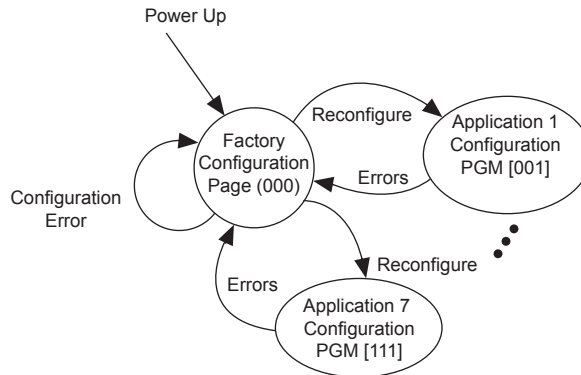 Power Up
Reconfigure
Factory
Configuration
Page (000)
Application 1
Configuration
PGM [001]
Errors
Configuration
Error
Reconfigure
Errors
Application 7
Configuration
PGM [111]